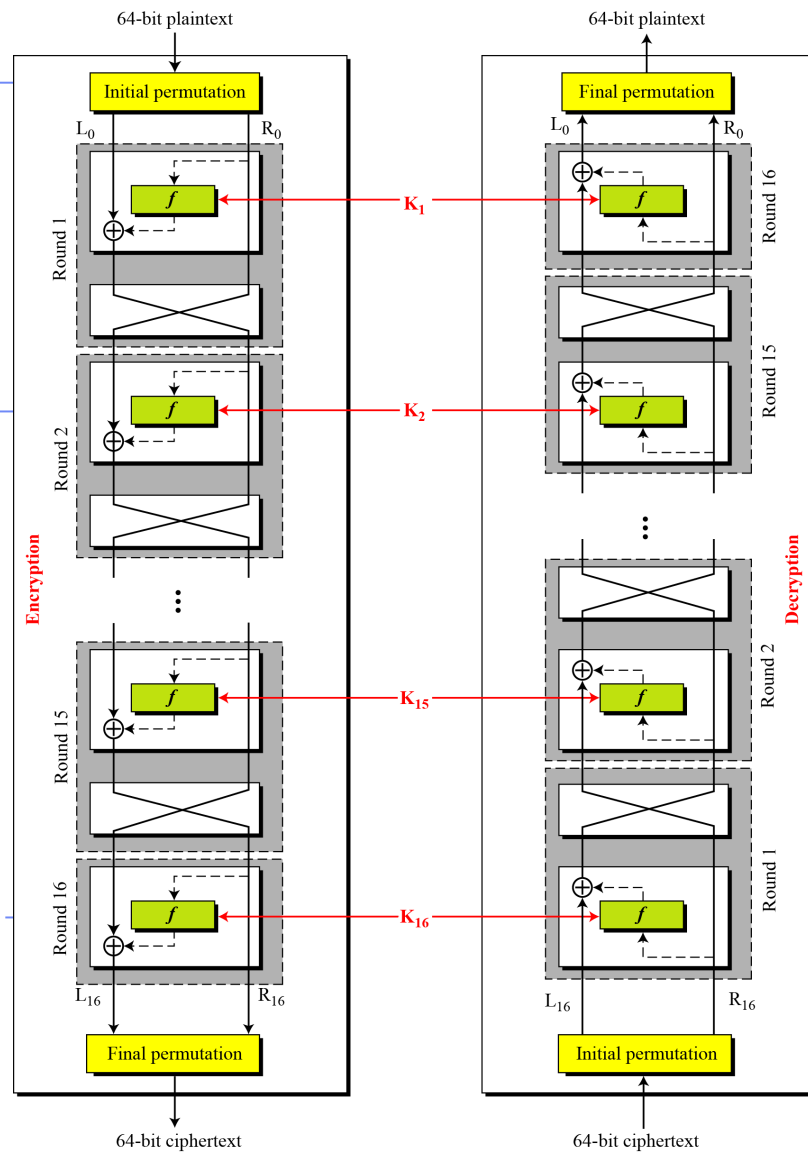 64-bit plaintext
Initial permutation
L0
R0
Round 1
f
Round 2
f
Encryption
Round 15
f
Round 16
f
L16
R16
Final permutation
64-bit ciphertext
K1
K2
K15
K16
64-bit plaintext
Final permutation
L0
R0
f
Round 16
Round 15
f
Decryption
Round 2
f
Round 1
f
L16
R16
Initial permutation
64-bit ciphertext